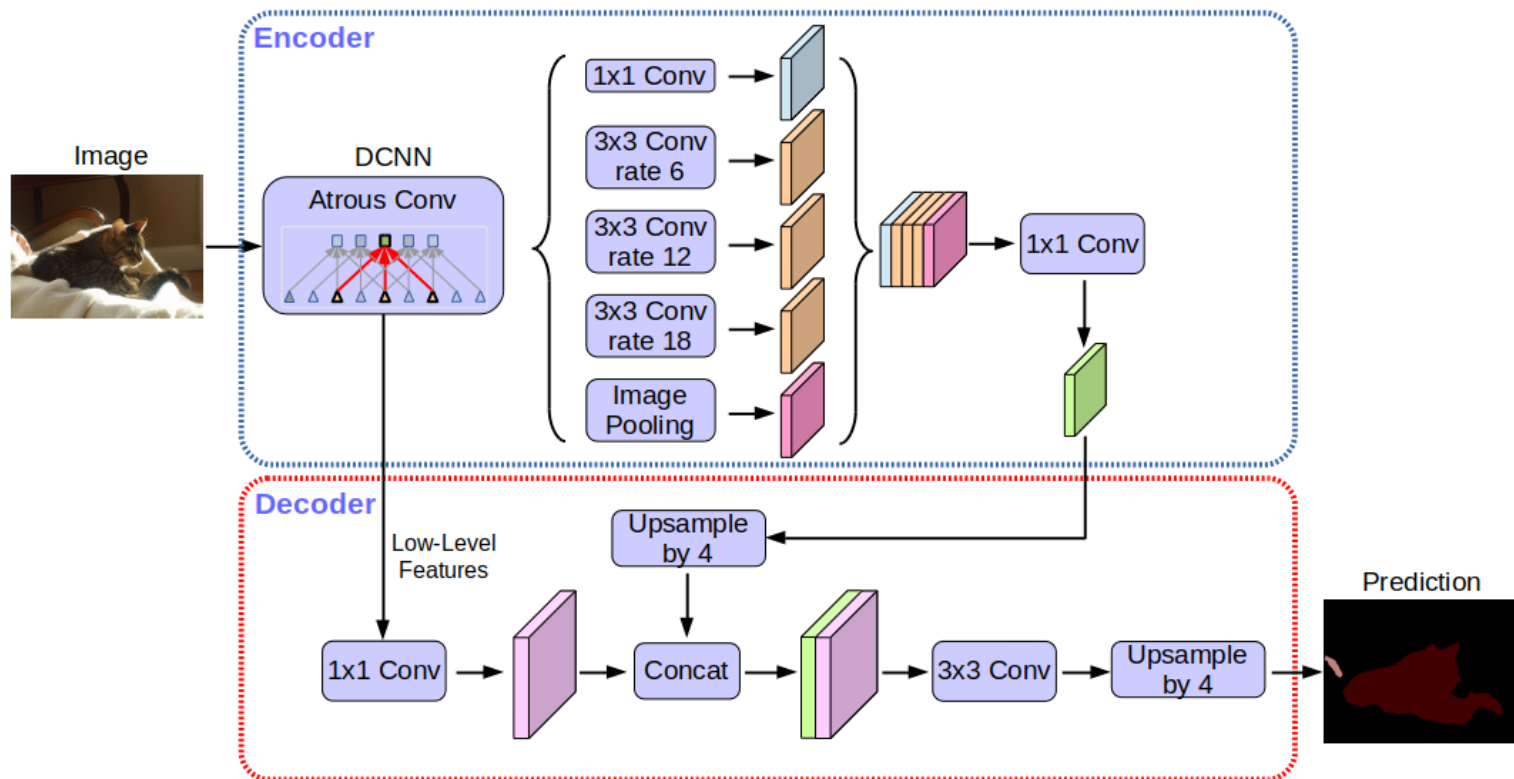 Encoder
Image
DCNN
Atrous Conv
1x1 Conv
3x3 Conv
rate 6
3x3 Conv
rate 12
3x3 Conv
rate 18
Image
Pooling
1x1 Conv
Decoder
Low-Level
Features
Upsample
by 4
1x1 Conv
Concat
3x3 Conv
Upsample
by 4
Prediction